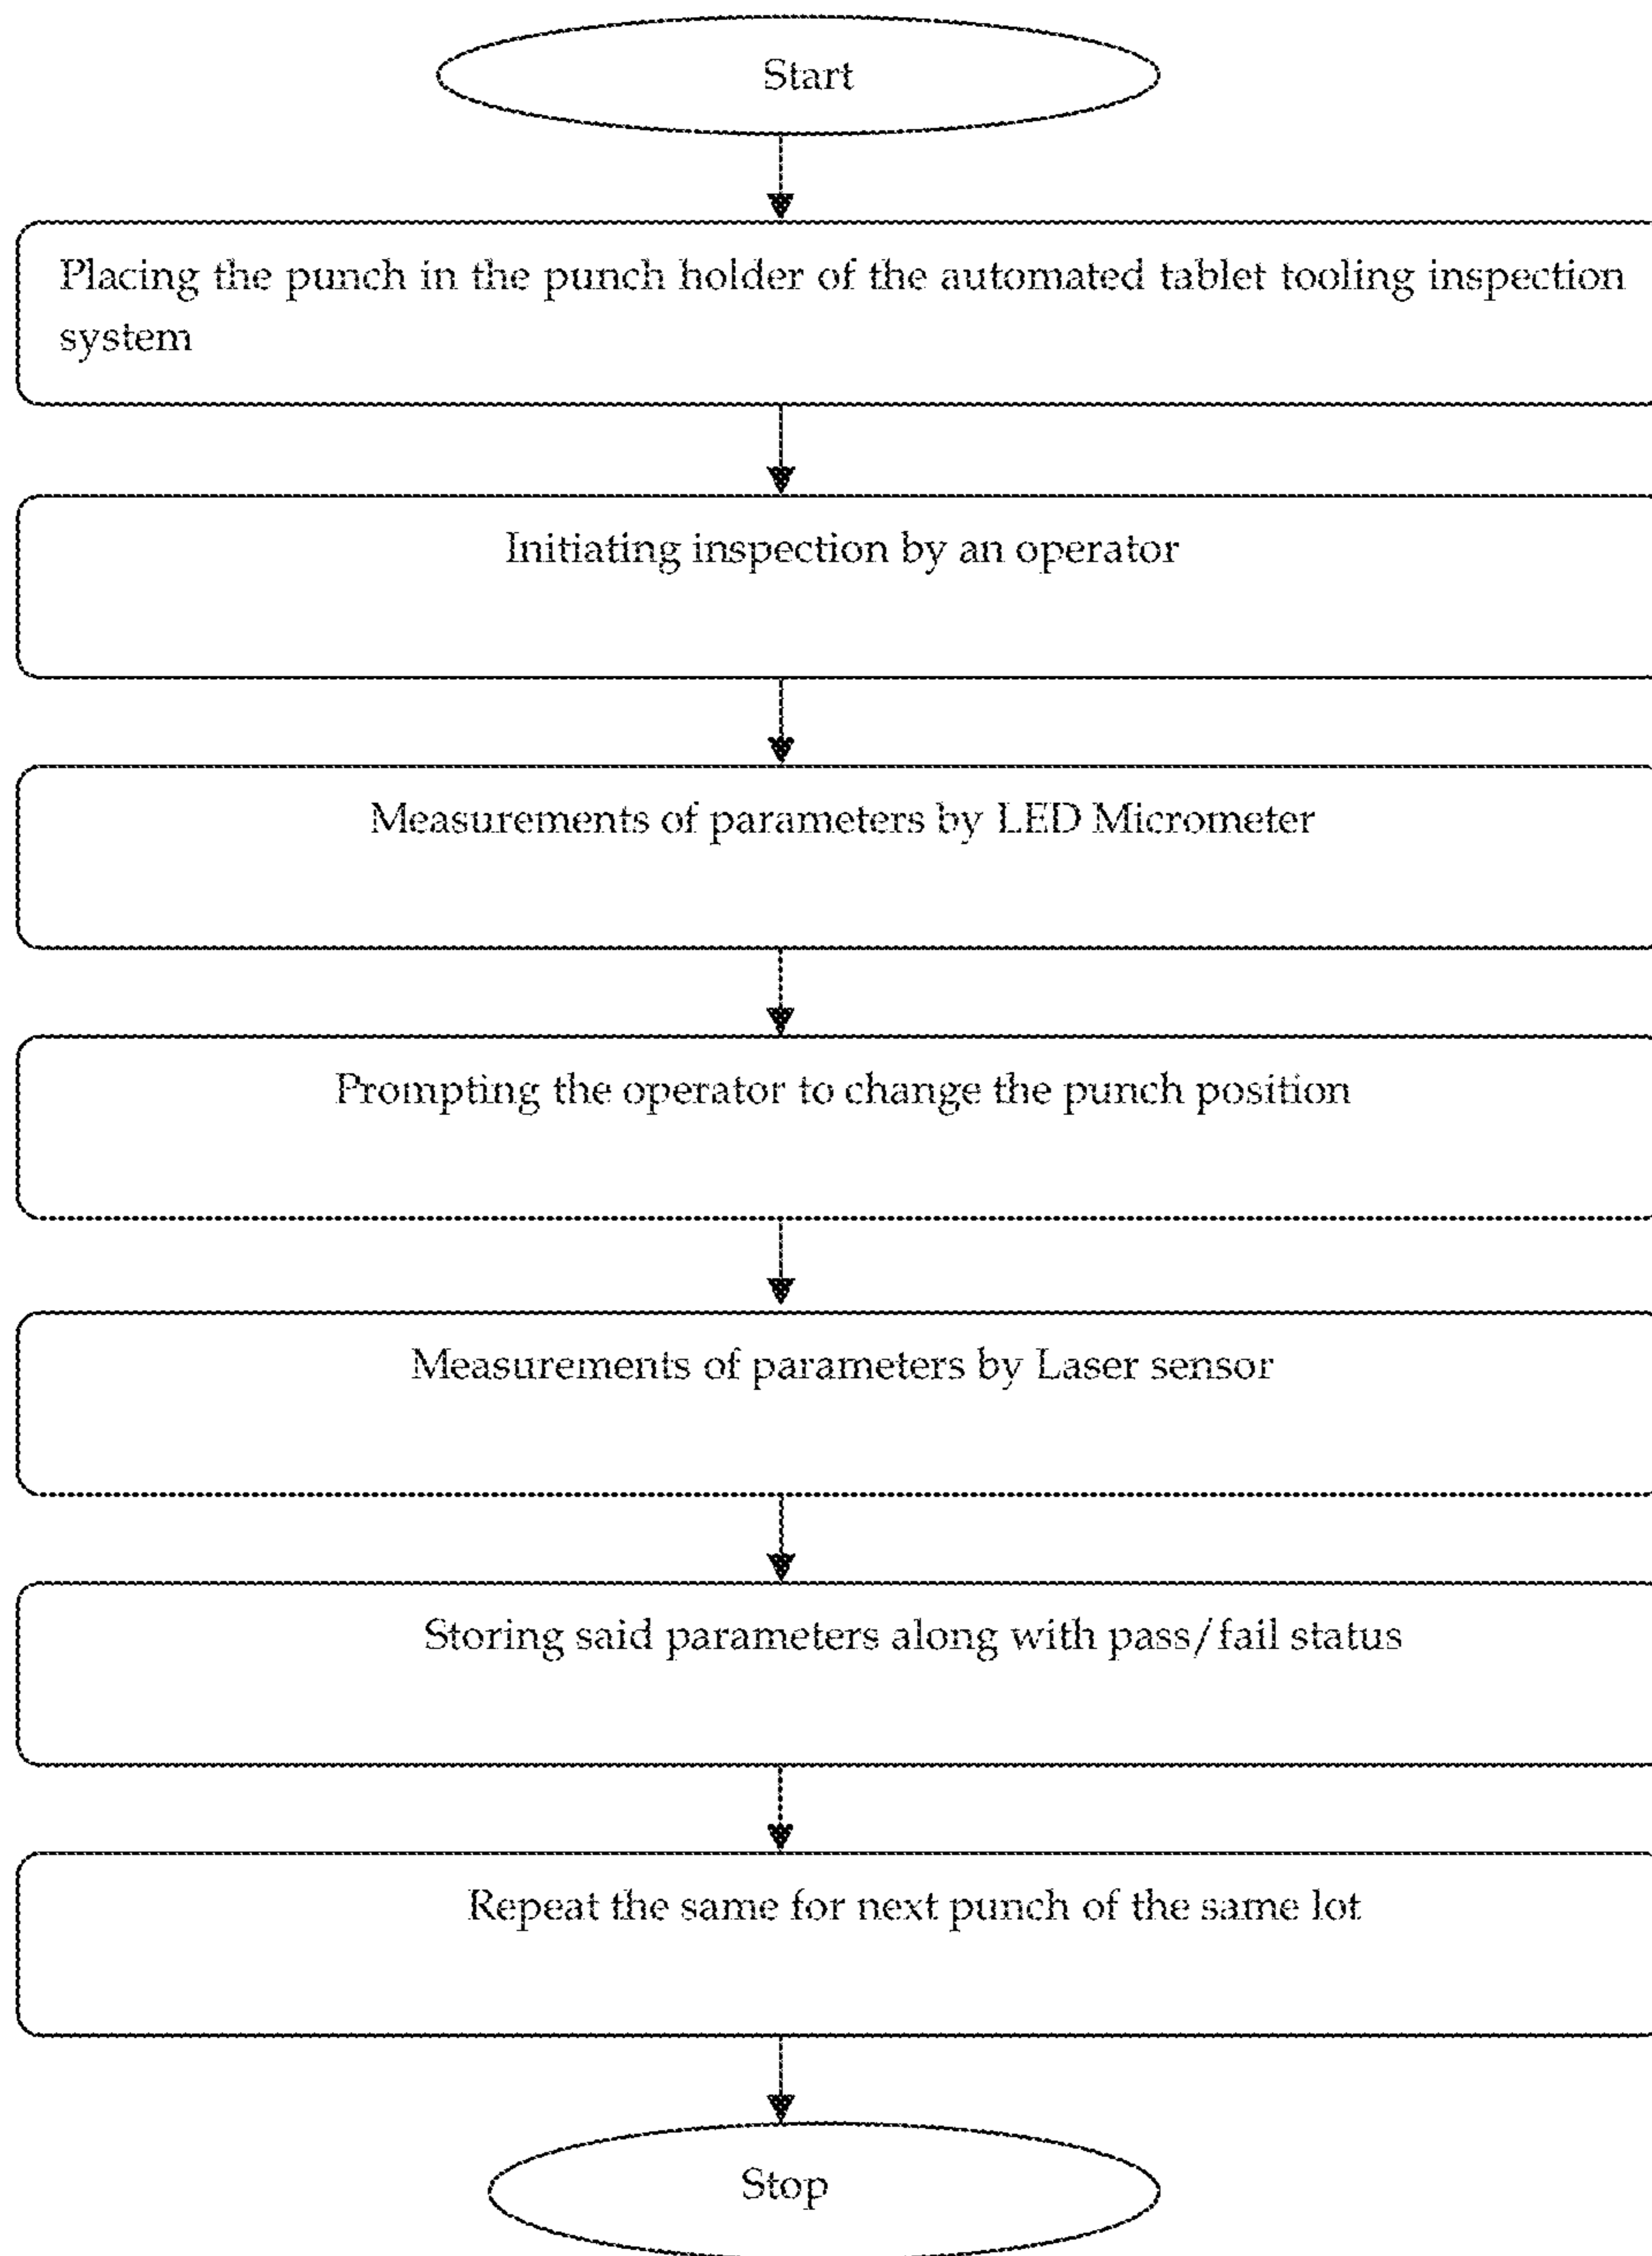 Start
Placing the punch in the punch holder of the automated tablet tooling inspection
system
Initiating inspection by an operator
Measurements of parameters by LED Micrometer
Prompting the operator to change the punch position
Measurements of parameters by Laser sensor
Storing said parameters along with pass/fail status
Repeat the same for next punch of the same lot
Stop